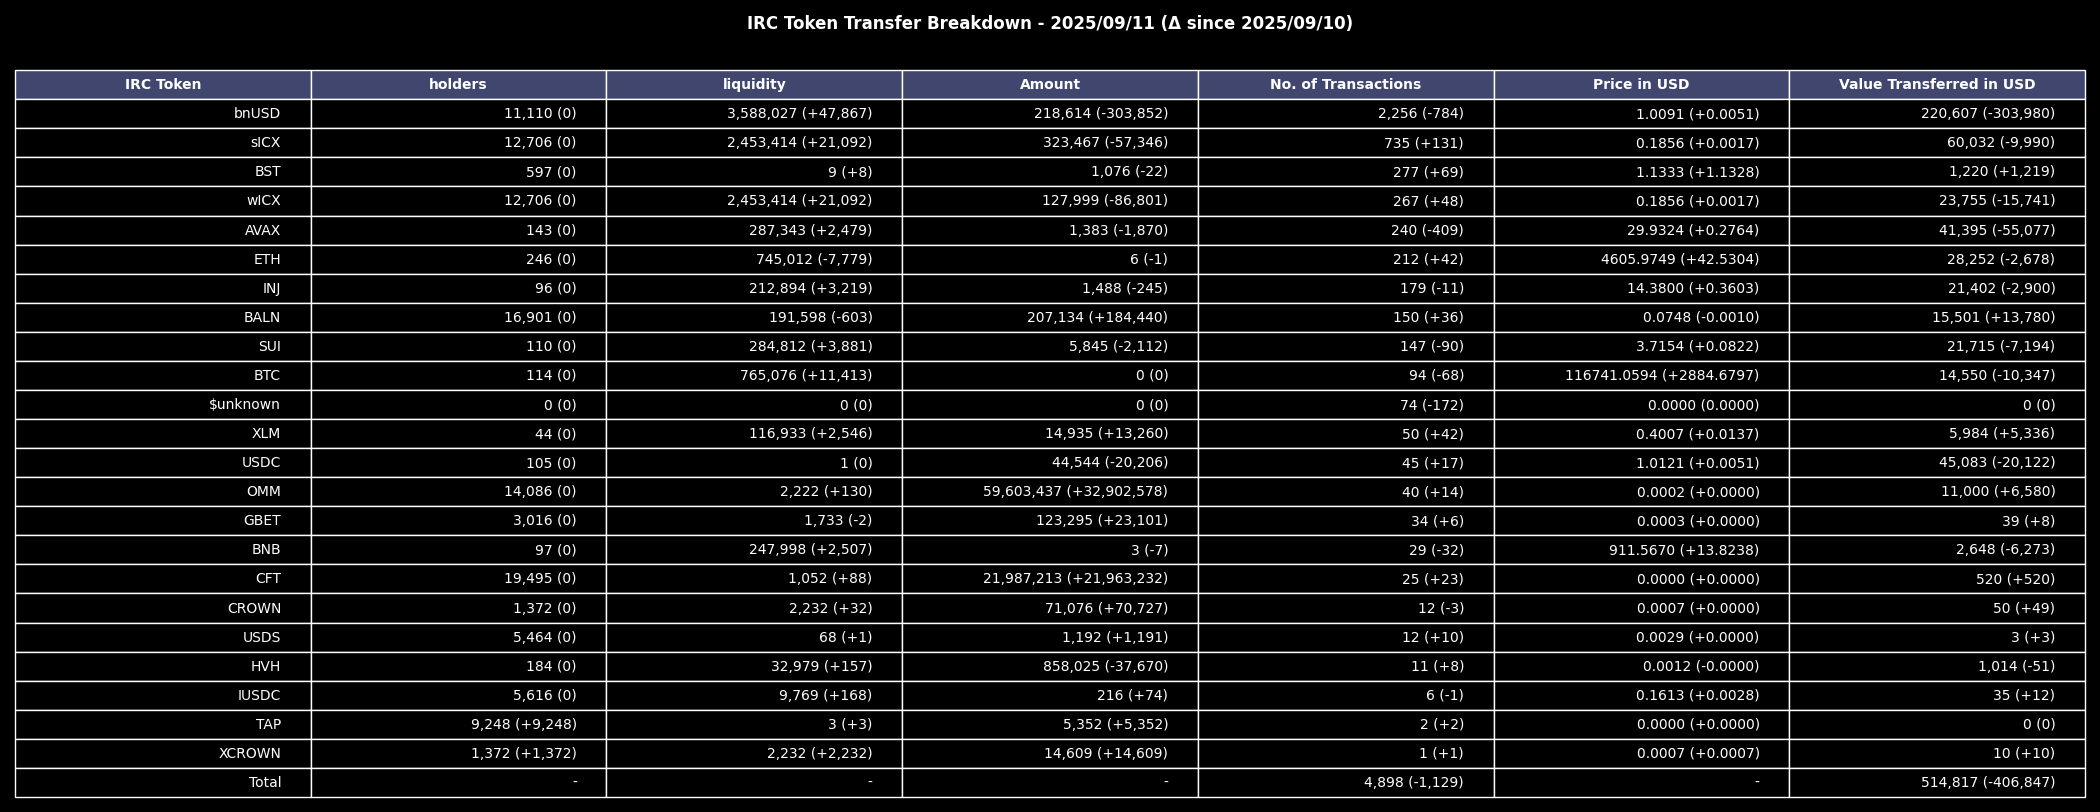 IRC Token Transfer Breakdown - 2025/09/11 (Δ since 2025/09/10)
IRC Token holders liquidity Amount No. of Transactions Price in USD Value Transferred in USD
bnUSD 11,110 (0) 3,588,027 (+47,867) 218,614 (-303,852) 2,256 (-784) 1.0091 (+0.0051) 220,607 (-303,980)
sICX 12,706 (0) 2,453,414 (+21,092) 323,467 (-57,346) 735 (+131) 0.1856 (+0.0017) 60,032 (-9,990)
BST 597 (0) 9 (+8) 1,076 (-22) 277 (+69) 1.1333 (+1.1328) 1,220 (+1,219)
wICX 12,706 (0) 2,453,414 (+21,092) 127,999 (-86,801) 267 (+48) 0.1856 (+0.0017) 23,755 (-15,741)
AVAX 143 (0) 287,343 (+2,479) 1,383 (-1,870) 240 (-409) 29.9324 (+0.2764) 41,395 (-55,077)
ETH 246 (0) 745,012 (-7,779) 6 (-1) 212 (+42) 4605.9749 (+42.5304) 28,252 (-2,678)
INJ 96 (0) 212,894 (+3,219) 1,488 (-245) 179 (-11) 14.3800 (+0.3603) 21,402 (-2,900)
BALN 16,901 (0) 191,598 (-603) 207,134 (+184,440) 150 (+36) 0.0748 (-0.0010) 15,501 (+13,780)
SUI 110 (0) 284,812 (+3,881) 5,845 (-2,112) 147 (-90) 3.7154 (+0.0822) 21,715 (-7,194)
BTC 114 (0) 765,076 (+11,413) 0 (0) 94 (-68) 116741.0594 (+2884.6797) 14,550 (-10,347)
$unknown 0 (0) 0 (0) 0 (0) 74 (-172) 0.0000 (0.0000) 0 (0)
XLM 44 (0) 116,933 (+2,546) 14,935 (+13,260) 50 (+42) 0.4007 (+0.0137) 5,984 (+5,336)
USDC 105 (0) 1 (0) 44,544 (-20,206) 45 (+17) 1.0121 (+0.0051) 45,083 (-20,122)
OMM 14,086 (0) 2,222 (+130) 59,603,437 (+32,902,578) 40 (+14) 0.0002 (+0.0000) 11,000 (+6,580)
GBET 3,016 (0) 1,733 (-2) 123,295 (+23,101) 34 (+6) 0.0003 (+0.0000) 39 (+8)
BNB 97 (0) 247,998 (+2,507) 3 (-7) 29 (-32) 911.5670 (+13.8238) 2,648 (-6,273)
CFT 19,495 (0) 1,052 (+88) 21,987,213 (+21,963,232) 25 (+23) 0.0000 (+0.0000) 520 (+520)
CROWN 1,372 (0) 2,232 (+32) 71,076 (+70,727) 12 (-3) 0.0007 (+0.0000) 50 (+49)
USDS 5,464 (0) 68 (+1) 1,192 (+1,191) 12 (+10) 0.0029 (+0.0000) 3 (+3)
HVH 184 (0) 32,979 (+157) 858,025 (-37,670) 11 (+8) 0.0012 (-0.0000) 1,014 (-51)
IUSDC 5,616 (0) 9,769 (+168) 216 (+74) 6 (-1) 0.1613 (+0.0028) 35 (+12)
TAP 9,248 (+9,248) 3 (+3) 5,352 (+5,352) 2 (+2) 0.0000 (+0.0000) 0 (0)
XCROWN 1,372 (+1,372) 2,232 (+2,232) 14,609 (+14,609) 1 (+1) 0.0007 (+0.0007) 10 (+10)
Total - - - 4,898 (-1,129) - 514,817 (-406,847)